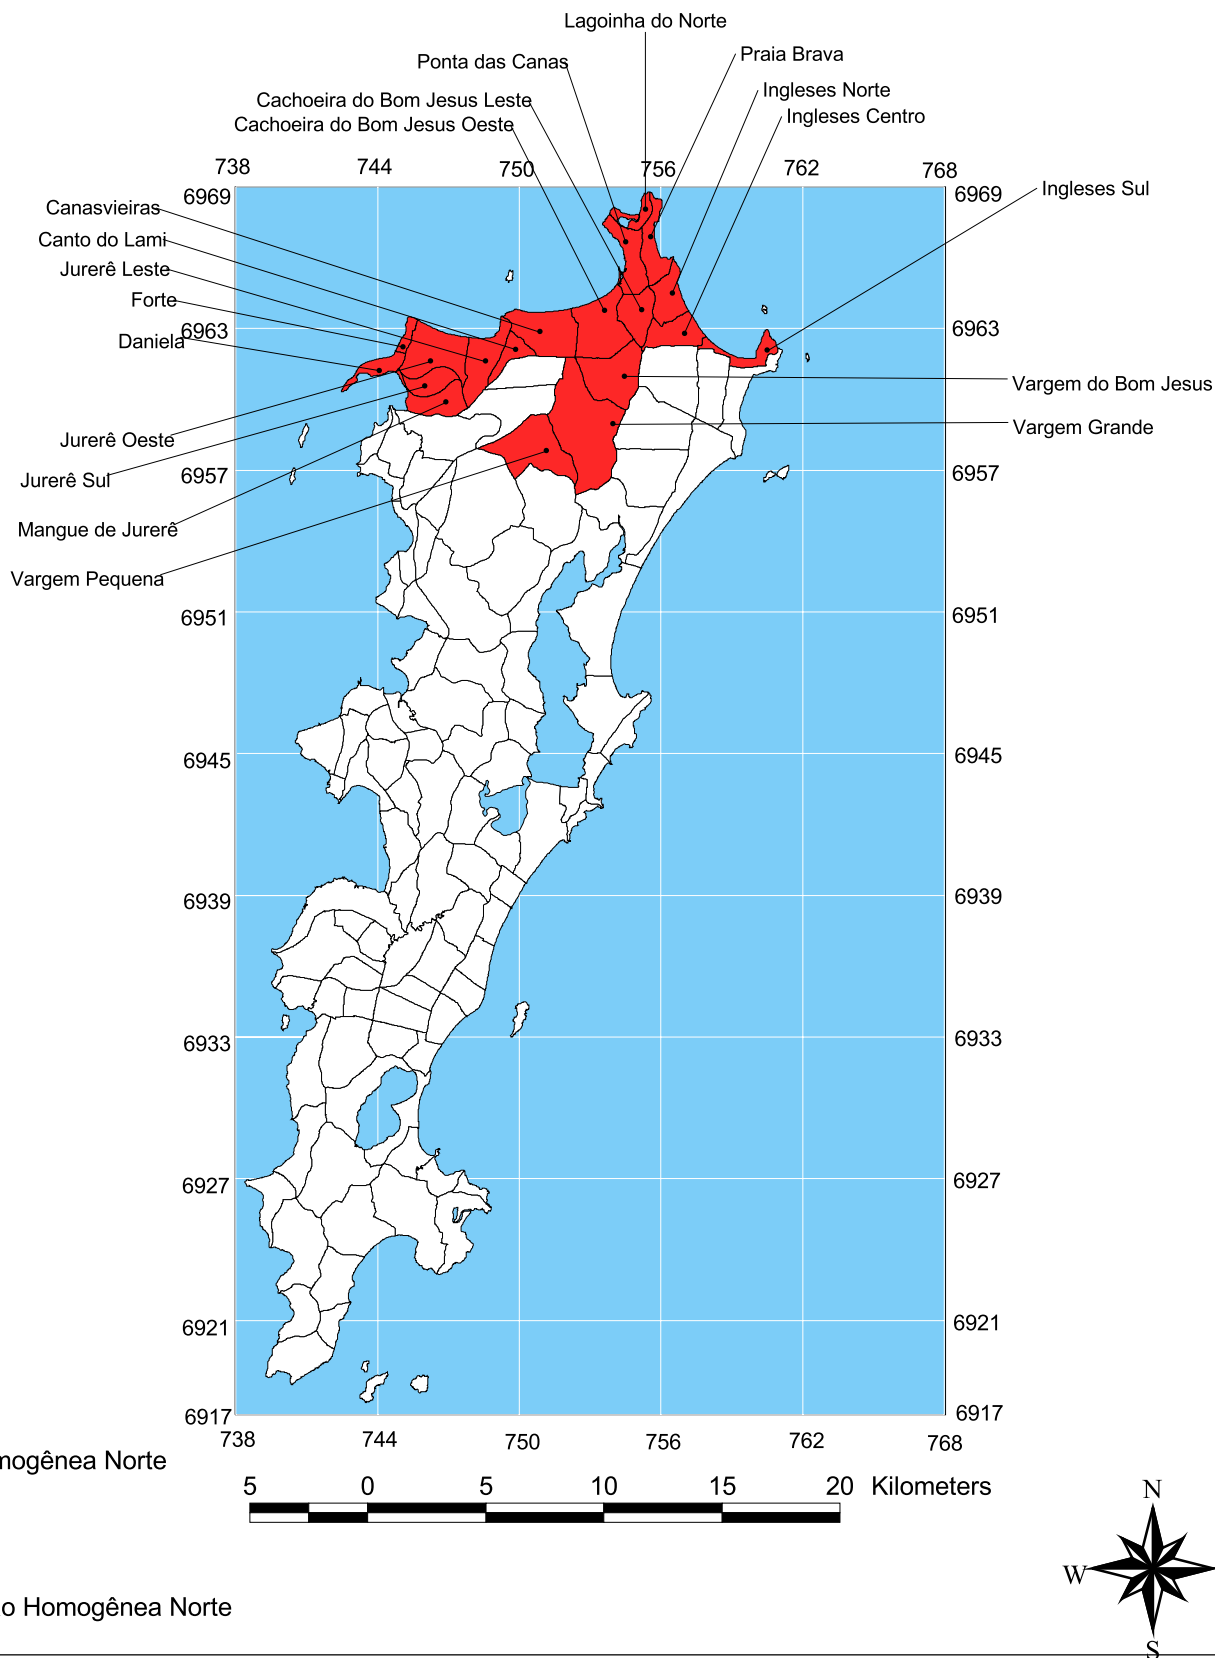 Lagoinha do Norte
Praia Brava
Ponta das Canas
Ingleses Norte
Cachoeira do Bom Jesus Leste
Ingleses Centro
Cachoeira do Bom Jesus Oeste
738 744 750 756 762 768
6969 6969
Ingleses Sul
Canasvieiras
Canto do Lami
Jurerê Leste
Forte
6963 6963
Daniela
Vargem do Bom Jesus
Vargem Grande
Jurerê Oeste
6957 6957
Jurerê Sul
Mangue de Jurerê
Vargem Pequena
6951 6951
6945 6945
6939 6939
6933 6933
6927 6927
6921 6921
6917 6917
738 744 750 756 762 768
mogênea Norte
5 0 5 10 15 20 Kilometers
N
W
o Homogênea Norte
S